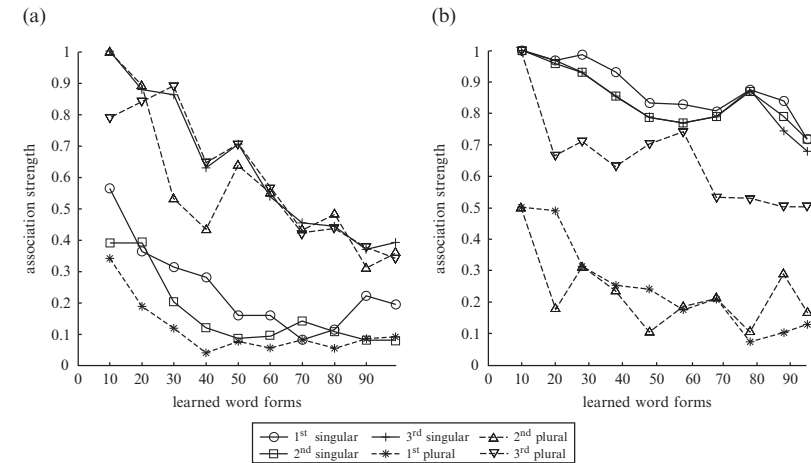 (a)
1
0.9
0.8
0.7
0.6
0.5
0.4
0.3
0.2
0.1
0
association strength
0 10 20 30 40 50 60 70 80 90
learned word forms
(b)
1
0.9
0.8
0.7
0.6
0.5
0.4
0.3
0.2
0.1
0
association strength
0 10 20 30 40 50 60 70 80 90
learned word forms
1st singular 3rd singular 2nd plural
2nd singular 1st plural 3rd plural